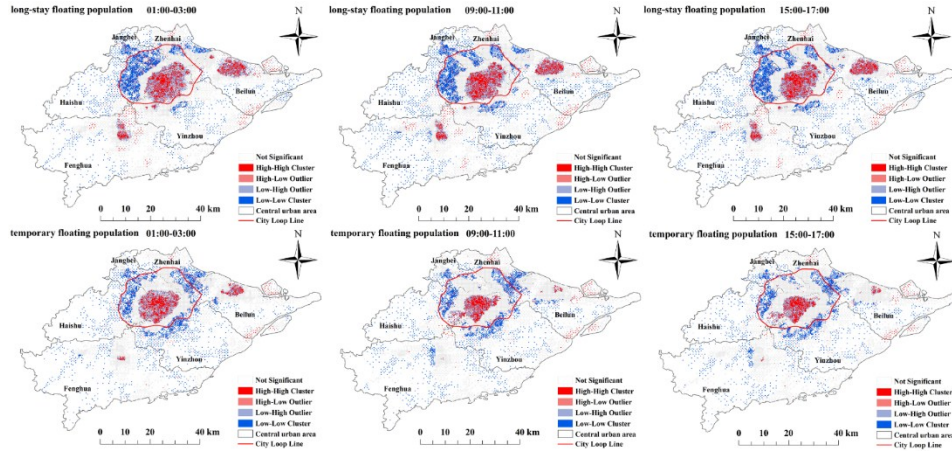 long-stay floating population 01:00-03:00
N
Jangbei
Zhenhai
Haishu
Beilun
Yinzhou
Fenghua
Not Significant
High-High Cluster
High-Low Outlier
Low-High Outlier
Low-Low Cluster
Central urban area
City Loop Line
0 10 20 40 km
long-stay floating population 09:00-11:00
N
Jangbei
Zhenhai
Haishu
Beilun
Yinzhou
Fenghua
Not Significant
High-High Cluster
High-Low Outlier
Low-High Outlier
Low-Low Cluster
Central urban area
City Loop Line
0 10 20 40 km
long-stay floating population 15:00-17:00
N
Jangbei
Zhenhai
Haishu
Beilun
Yinzhou
Fenghua
Not Significant
High-High Cluster
High-Low Outlier
Low-High Outlier
Low-Low Cluster
Central urban area
City Loop Line
0 10 20 40 km
temporary floating population 01:00-03:00
N
Jangbei
Zhenhai
Haishu
Beilun
Yinzhou
Fenghua
Not Significant
High-High Cluster
High-Low Outlier
Low-High Outlier
Low-Low Cluster
Central urban area
City Loop Line
0 10 20 40 km
temporary floating population 09:00-11:00
N
Jangbei
Zhenhai
Haishu
Beilun
Yinzhou
Fenghua
Not Significant
High-High Cluster
High-Low Outlier
Low-High Outlier
Low-Low Cluster
Central urban area
City Loop Line
0 10 20 40 km
temporary floating population 15:00-17:00
N
Jangbei
Zhenhai
Haishu
Beilun
Yinzhou
Fenghua
Not Significant
High-High Cluster
High-Low Outlier
Low-High Outlier
Low-Low Cluster
Central urban area
City Loop Line
0 10 20 40 km